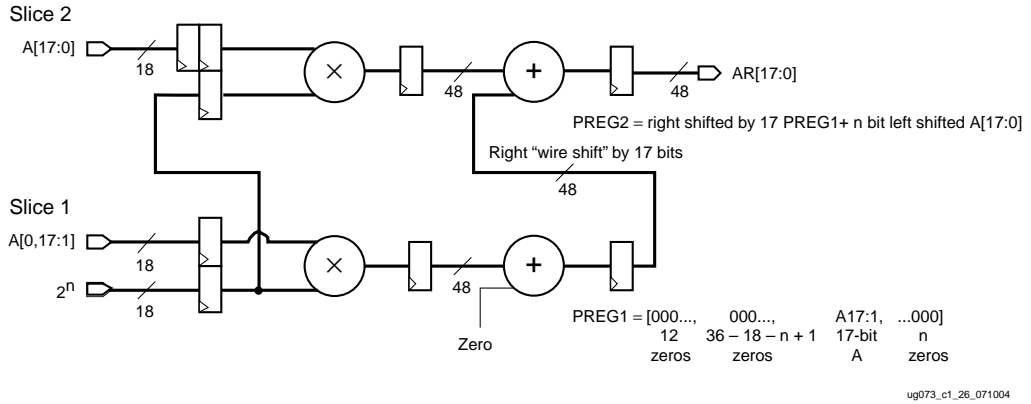 Slice 2
A[17:0]
18
×
48
+
48
AR[17:0]
PREG2 = right shifted by 17 PREG1+ n bit left shifted A[17:0]
Right “wire shift” by 17 bits
48
Slice 1
A[0,17:1]
18
×
48
+
2n
18
Zero
PREG1 = [000..., 000..., A17:1, ...000]
12 36 – 18 – n + 1 17-bit n
zeros zeros A zeros
ug073_c1_26_071004